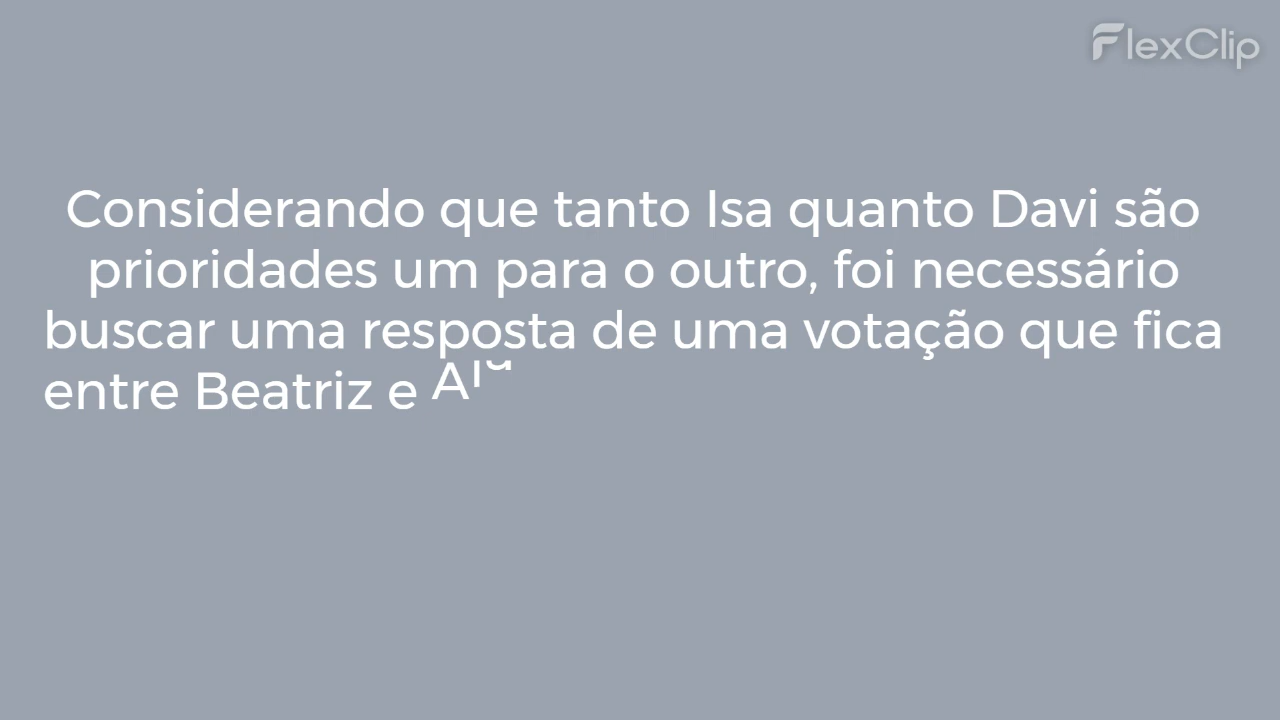 FlexClip
Considerando que tanto Isa quanto Davi são
prioridades um para o outro, foi necessário
buscar uma resposta de uma votação que fica
entre Beatriz e